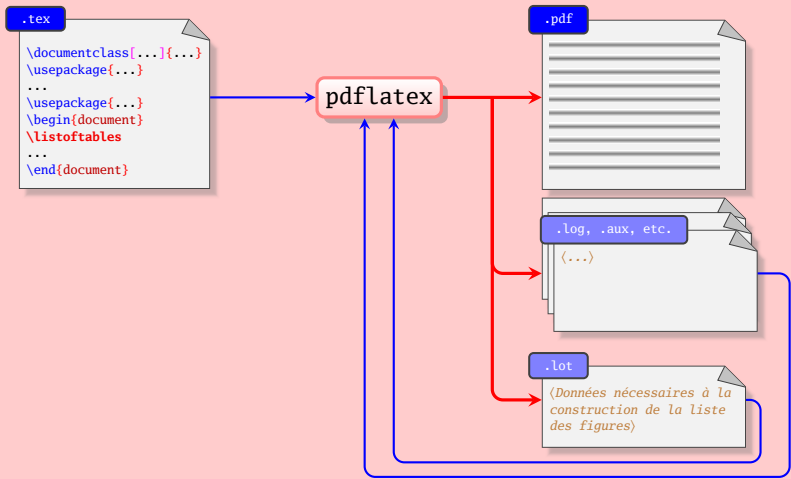 .tex
\documentclass[...]{...}
\usepackage{...}
...
\usepackage{...}
\begin{document}
\listoftables
...
\end{document}
pdflatex
.pdf
.log, .aux, etc.
⟨...⟩
.lot
⟨Données nécessaires à la
construction de la liste
des figures⟩